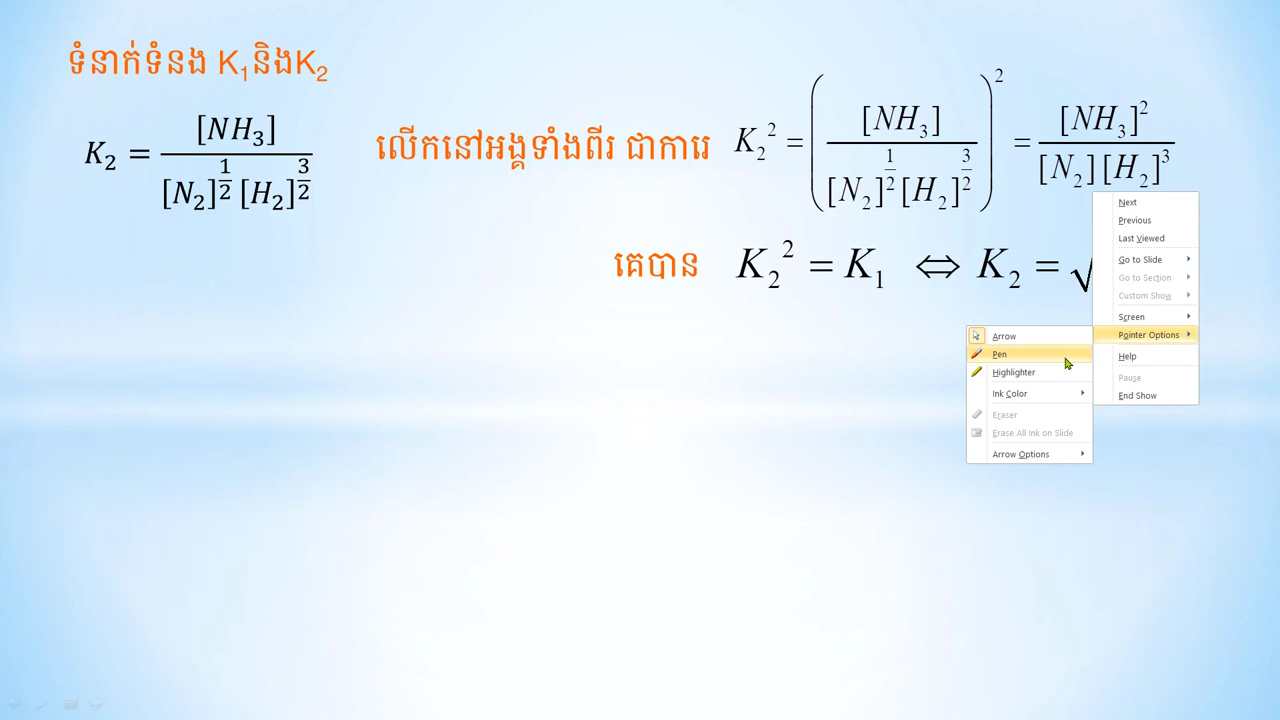 ទំនាក់ទំនង K₁និងK₂
K₂ = [NH₃] / [N₂]^(1/2) [H₂]^(3/2)
លើកនៅអង្គទាំងពីរ ជាការេ K₂² = ([NH₃] / [N₂]^(1/2) [H₂]^(3/2))² = [NH₃]² / [N₂][H₂]³
គេបាន K₂² = K₁ ⇔ K₂ = √
Next
Previous
Last Viewed
Go to Slide
Go to Section
Custom Show
Screen
Pointer Options
Help
Pause
End Show
Arrow
Pen
Highlighter
Ink Color
Eraser
Erase All Ink on Slide
Arrow Options